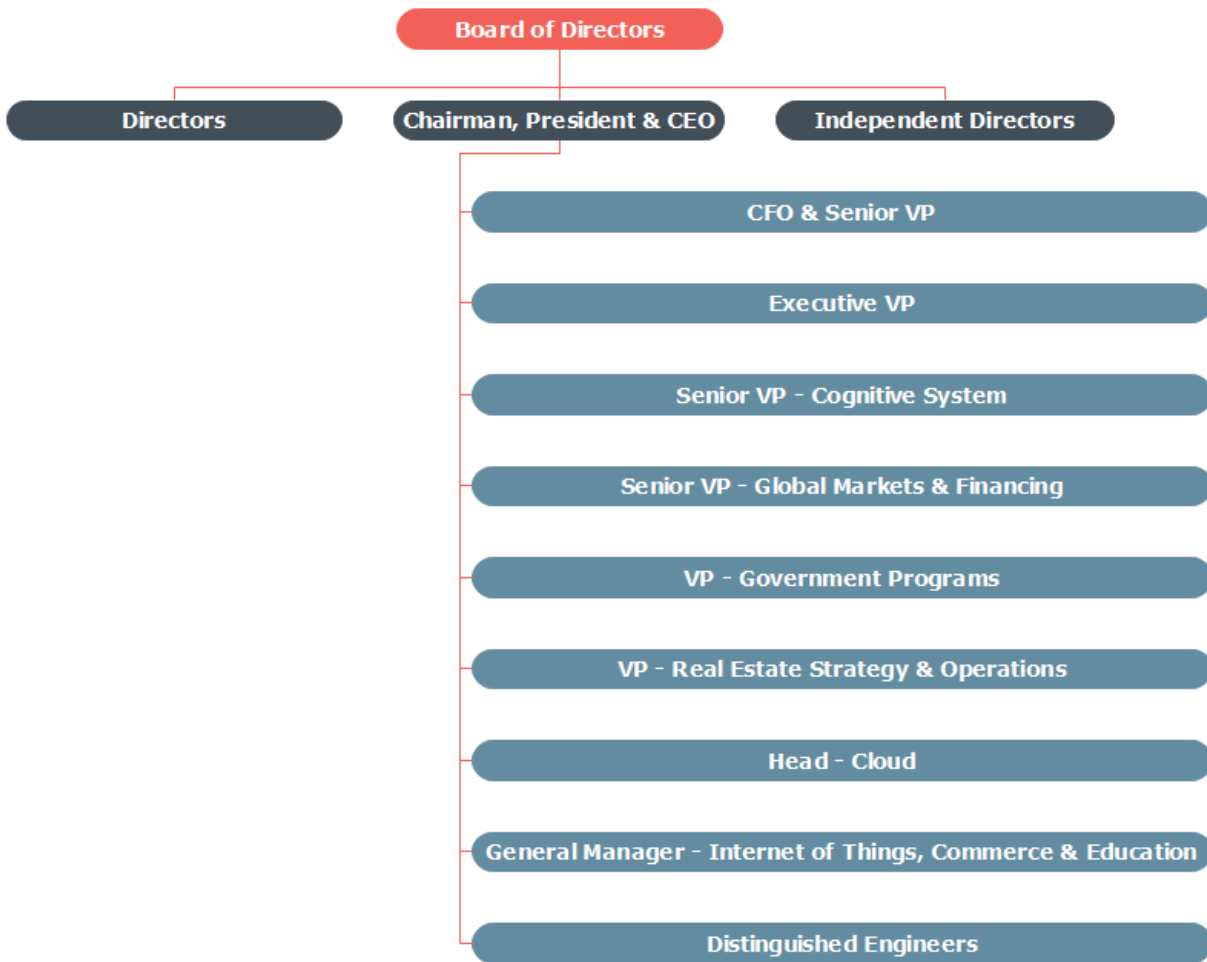 Board of Directors
Directors
Chairman, President & CEO
Independent Directors
CFO & Senior VP
Executive VP
Senior VP - Cognitive System
Senior VP - Global Markets & Financing
VP - Government Programs
VP - Real Estate Strategy & Operations
Head - Cloud
General Manager - Internet of Things, Commerce & Education
Distinguished Engineers